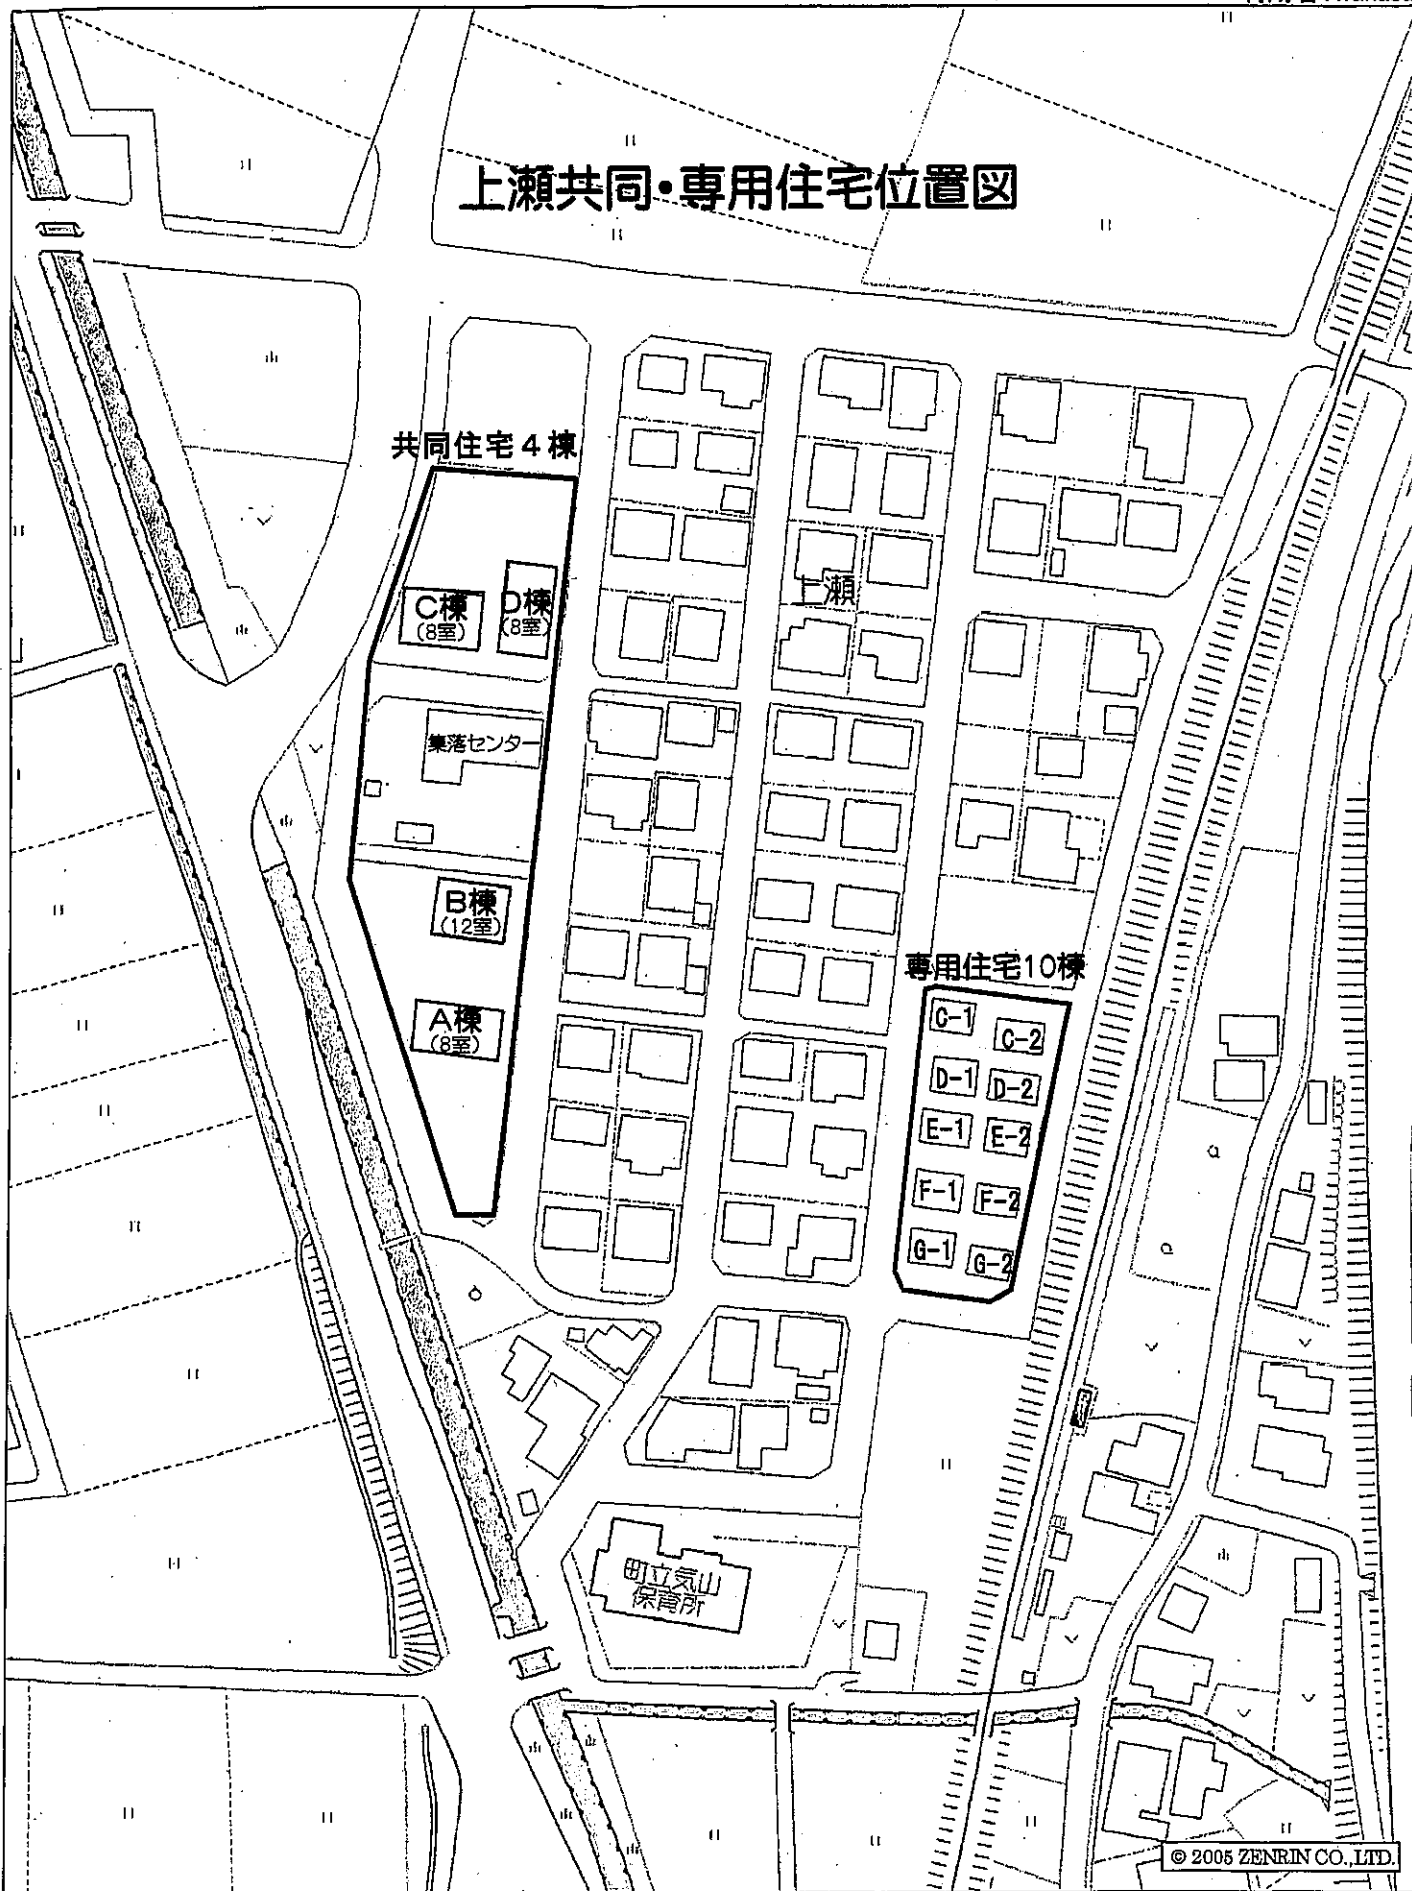 上瀬共同・専用住宅位置図
共同住宅4棟
C棟
(8室)
D棟
(8室)
上瀬
集落センター
B棟
(12室)
A棟
(8室)
専用住宅10棟
C-1
C-2
D-1
D-2
E-1
E-2
F-1
F-2
G-1
G-2
町立気山
保育所
© 2005 ZENRIN CO.,LTD.